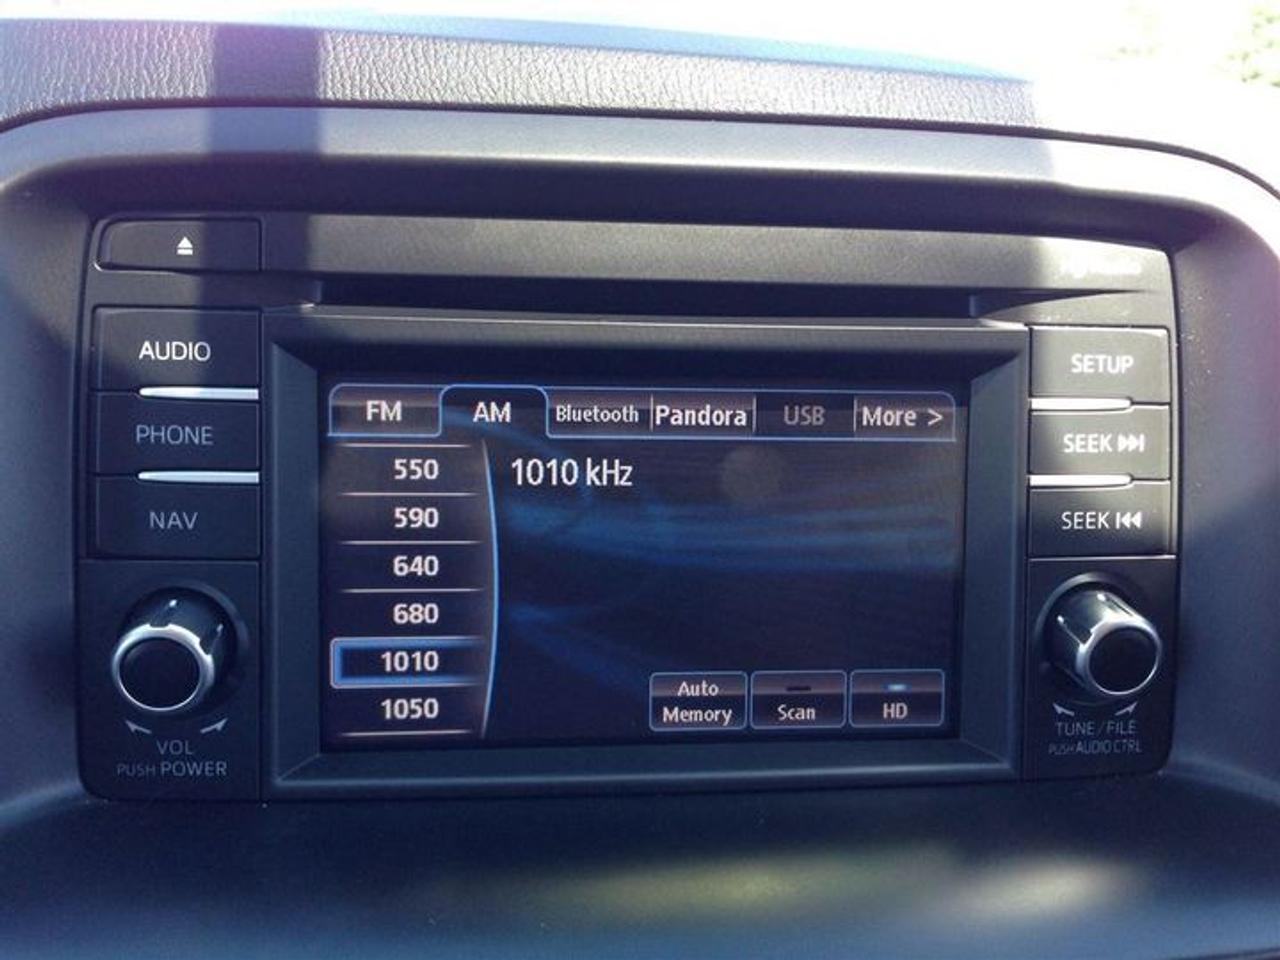 AUDIO
PHONE
NAV
VOL
PUSH POWER
FM AM Bluetooth Pandora USB More >
550
590
640
680
1010
1050
1010 kHz
Auto Memory
Scan
HD
SETUP
SEEK
SEEK
TUNE/FILE
PUSH AUDIO CTRL